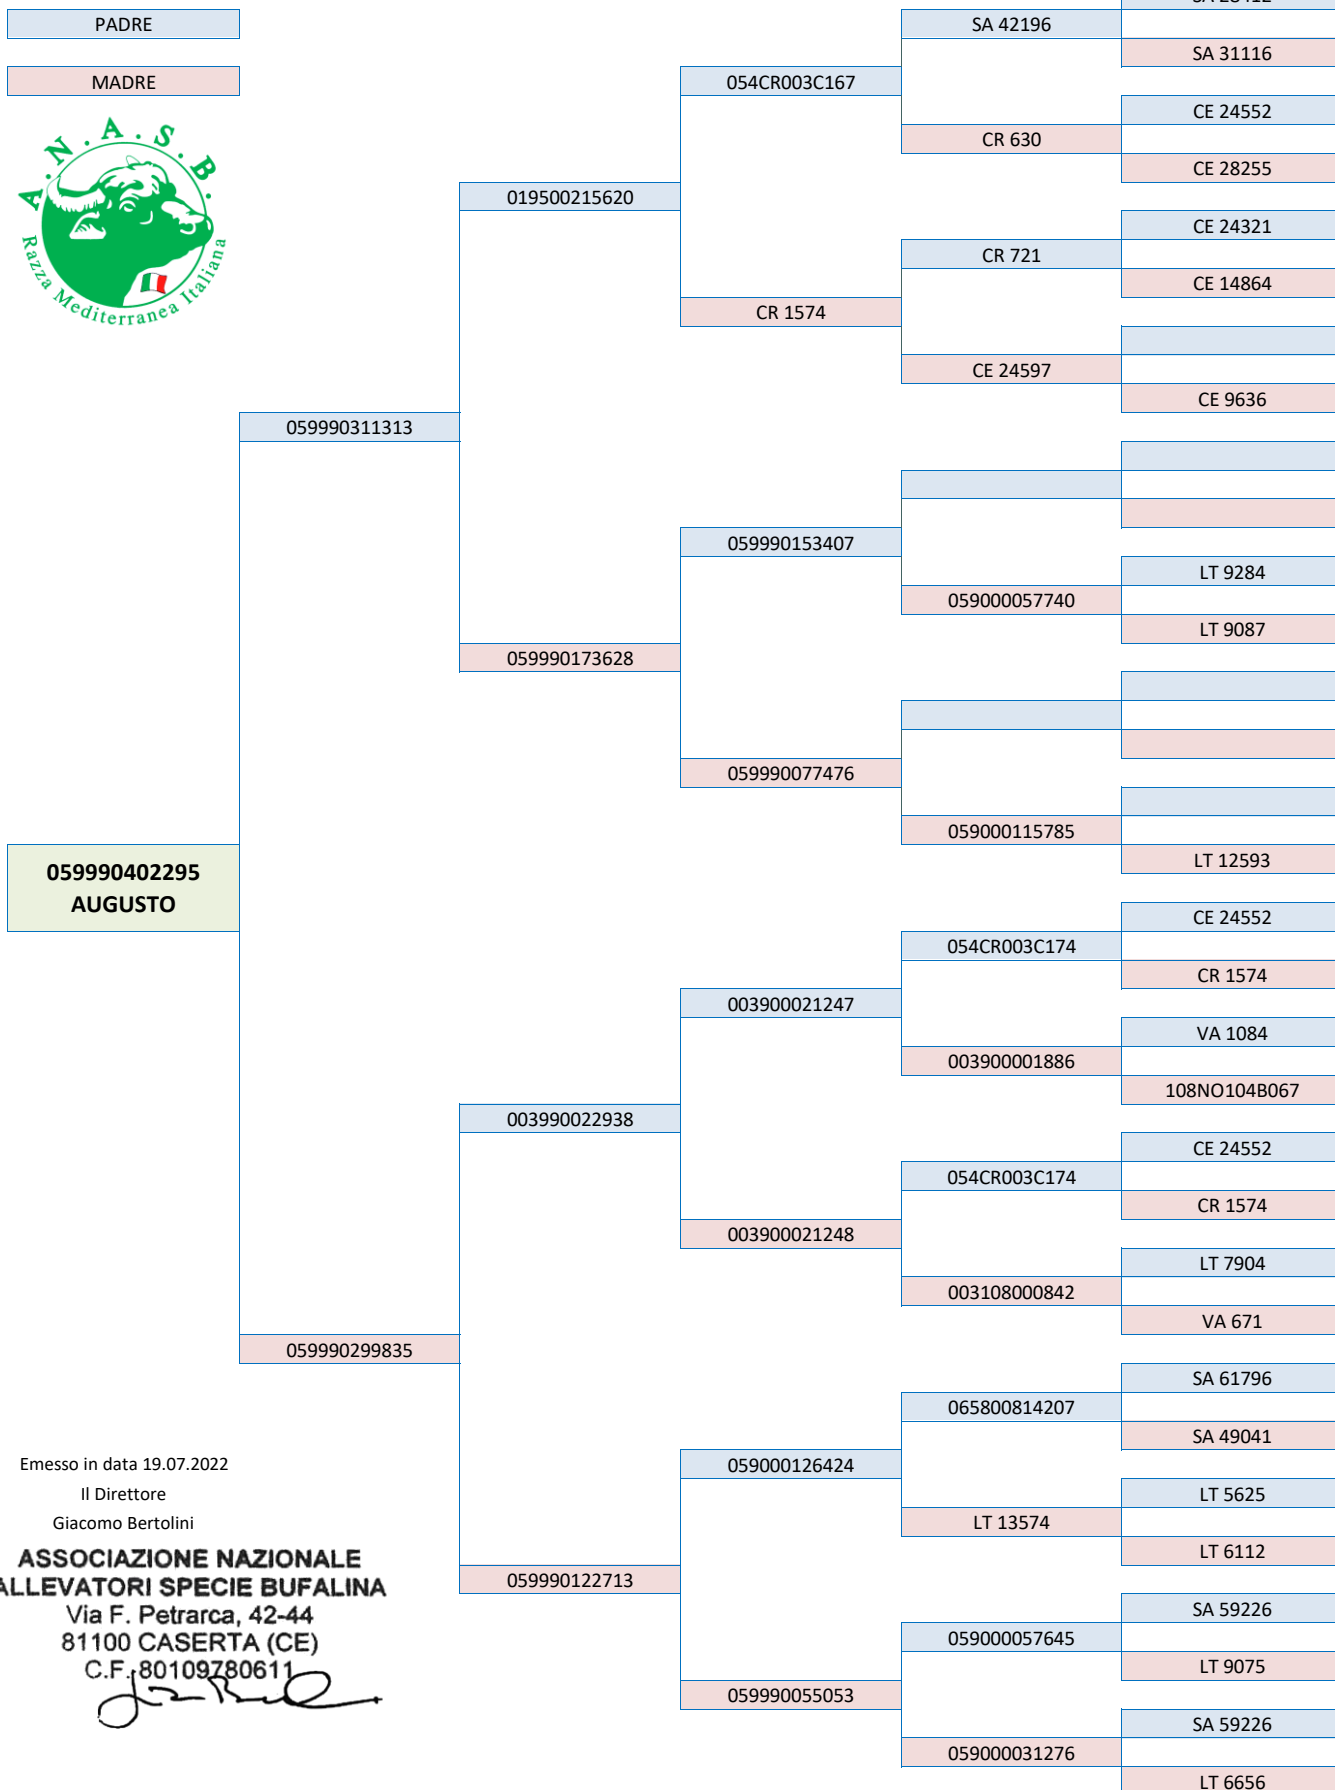 PADRE
MADRE
A.N.A.S.B.
Razza Mediterranea Italiana
059990402295
AUGUSTO
059990311313
059990299835
019500215620
059990173628
003990022938
059990122713
054CR003C167
CR 1574
059990153407
059990077476
003900021247
003900021248
059000126424
059990055053
SA 42196
CR 630
CR 721
CE 24597
059000057740
059000115785
054CR003C174
003900001886
054CR003C174
003108000842
065800814207
LT 13574
059000057645
059000031276
SA 31116
CE 24552
CE 28255
CE 24321
CE 14864
CE 9636
LT 9284
LT 9087
LT 12593
CE 24552
CR 1574
VA 1084
108NO104B067
CE 24552
CR 1574
LT 7904
VA 671
SA 61796
SA 49041
LT 5625
LT 6112
SA 59226
LT 9075
SA 59226
LT 6656
Emesso in data 19.07.2022
Il Direttore
Giacomo Bertolini
ASSOCIAZIONE NAZIONALE
ALLEVATORI SPECIE BUFALINA
Via F. Petrarca, 42-44
81100 CASERTA (CE)
C.F. 80109780611